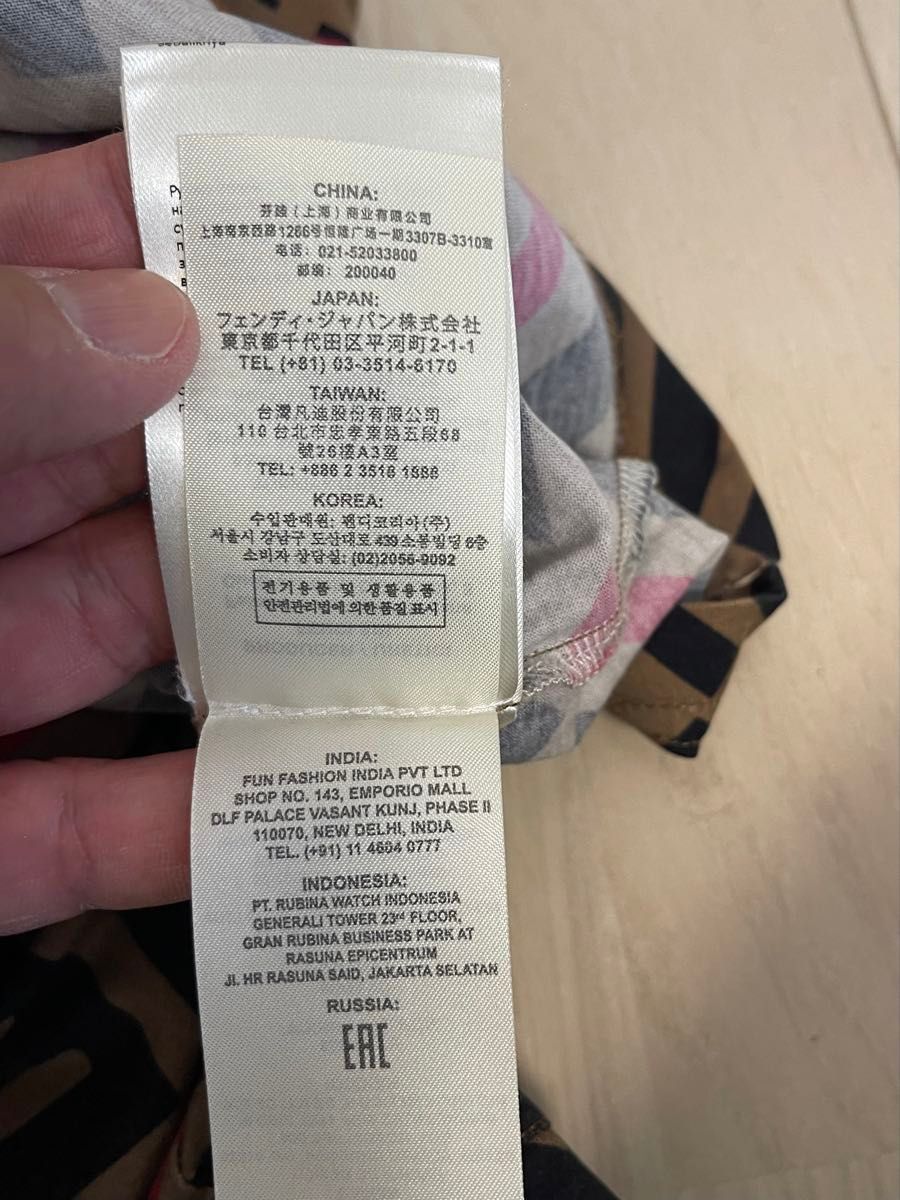 CHINA:
芬迪（上海）商业有限公司
上海南京西路1266号恒隆广场一期3307B-3310室
电话：021-52033800
邮编：200040
JAPAN:
フェンディ・ジャパン株式会社
東京都千代田区平河町2-1-1
TEL (+81) 03-3514-6170
TAIWAN:
台灣凡迪股份有限公司
110 台北市忠孝東路五段68
號26樓A3室
TEL: +886 2 3516 1888
KOREA:
수입판매원: 펜디코리아(주)
서울시 강남구 도산대로 439 소봉빌딩 6층
소비자 상담실: (02)2056-9092
전기용품 및 생활용품
안전관리법에 의한 품질 표시
INDIA:
FUN FASHION INDIA PVT LTD
SHOP NO. 143, EMPORIO MALL
DLF PALACE VASANT KUNJ, PHASE II
110070, NEW DELHI, INDIA
TEL. (+91) 11 4604 0777
INDONESIA:
PT. RUBINA WATCH INDONESIA
GENERALI TOWER 23rd FLOOR,
GRAN RUBINA BUSINESS PARK AT
RASUNA EPICENTRUM
Jl. HR RASUNA SAID, JAKARTA SELATAN
RUSSIA:
EAC